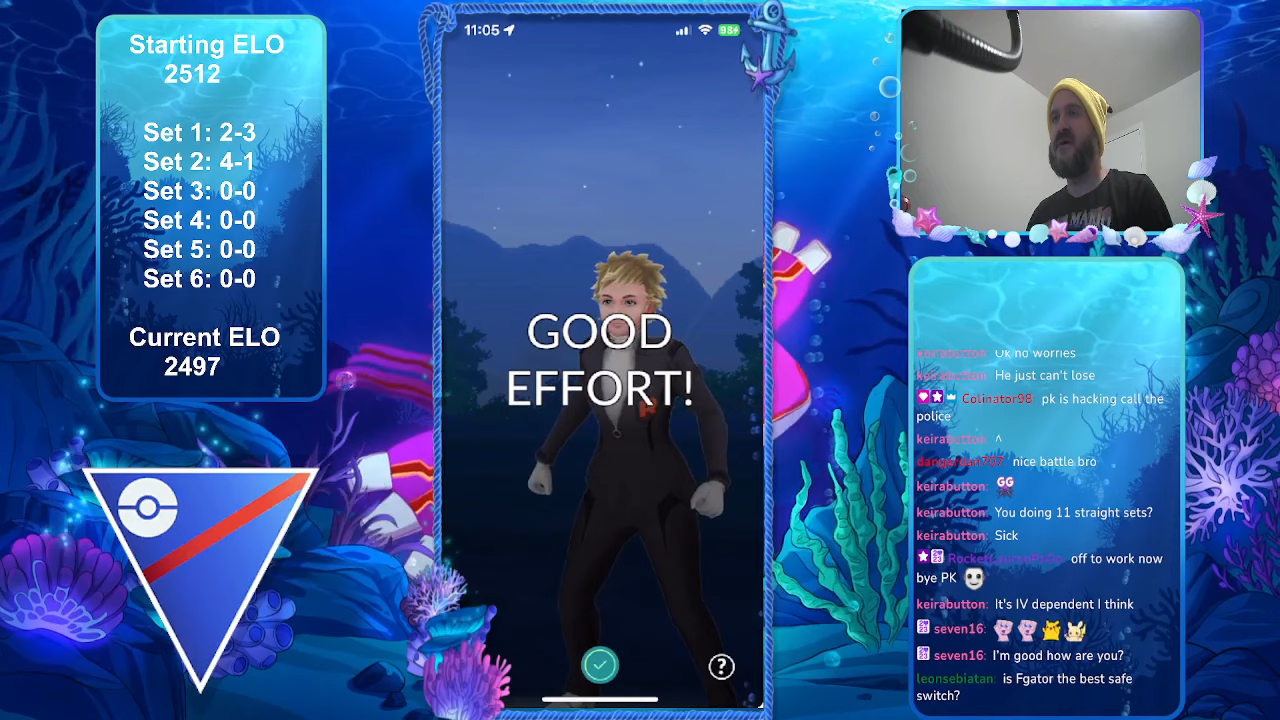 Starting ELO
2512
Set 1: 2-3
Set 2: 4-1
Set 3: 0-0
Set 4: 0-0
Set 5: 0-0
Set 6: 0-0
Current ELO
2497
11:05
98
GOOD
EFFORT!
?
keirabutton: Ok no worries
keirabutton: He just can't lose
Colinator98 pk is hacking call the
police
keirabutton: ^
nice battle bro
keirabutton: GG
keirabutton: You doing 11 straight sets?
keirabutton: Sick
off to work now
bye PK
keirabutton: It's IV dependent I think
seven16:
seven16: I'm good how are you?
leonsebiatan: is Fgator the best safe
switch?